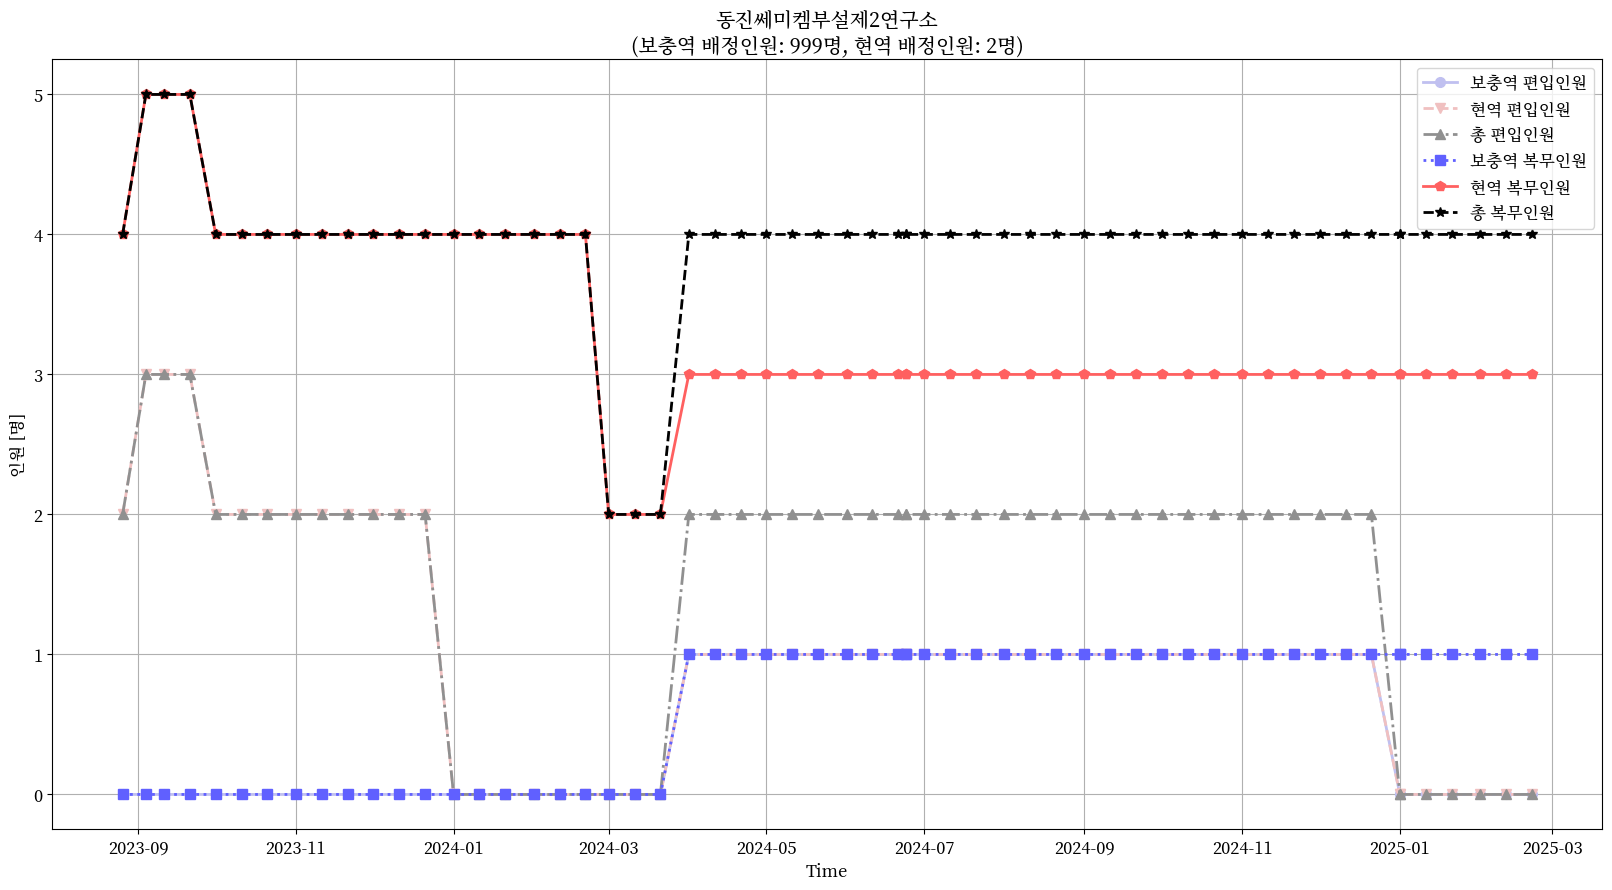 동진쎄미켐부설제2연구소
(보충역 배정인원: 999명, 현역 배정인원: 2명)
보충역 편입인원
현역 편입인원
총 편입인원
보충역 복무인원
현역 복무인원
총 복무인원
인원 [명]
5
4
3
2
1
0
2023-09
2023-11
2024-01
2024-03
2024-05
2024-07
2024-09
2024-11
2025-01
2025-03
Time